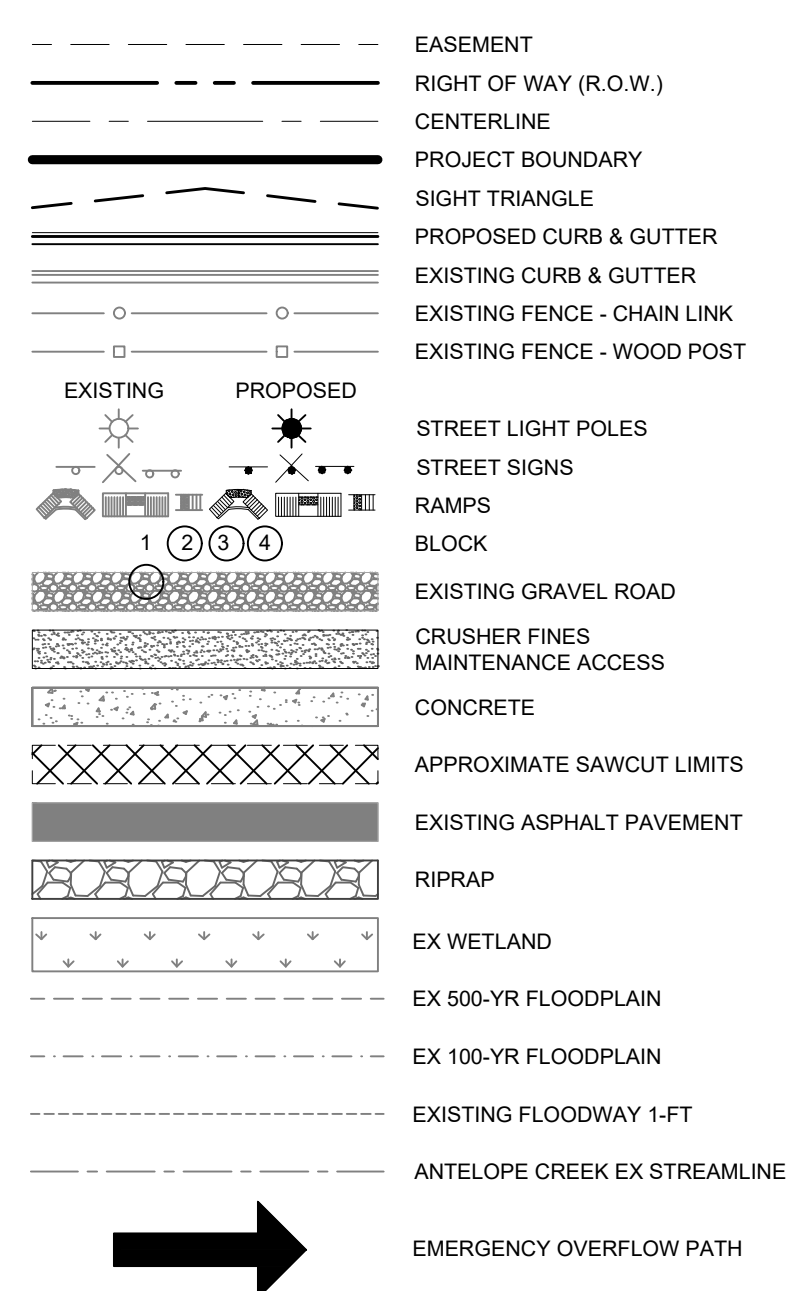 EASEMENT
RIGHT OF WAY (R.O.W.)
CENTERLINE
PROJECT BOUNDARY
SIGHT TRIANGLE
PROPOSED CURB & GUTTER
EXISTING CURB & GUTTER
EXISTING FENCE - CHAIN LINK
EXISTING FENCE - WOOD POST
EXISTING PROPOSED
STREET LIGHT POLES
STREET SIGNS
RAMPS
1 2 3 4 BLOCK
EXISTING GRAVEL ROAD
CRUSHER FINES
MAINTENANCE ACCESS
CONCRETE
APPROXIMATE SAWCUT LIMITS
EXISTING ASPHALT PAVEMENT
RIPRAP
EX WETLAND
EX 500-YR FLOODPLAIN
EX 100-YR FLOODPLAIN
EXISTING FLOODWAY 1-FT
ANTELOPE CREEK EX STREAMLINE
EMERGENCY OVERFLOW PATH